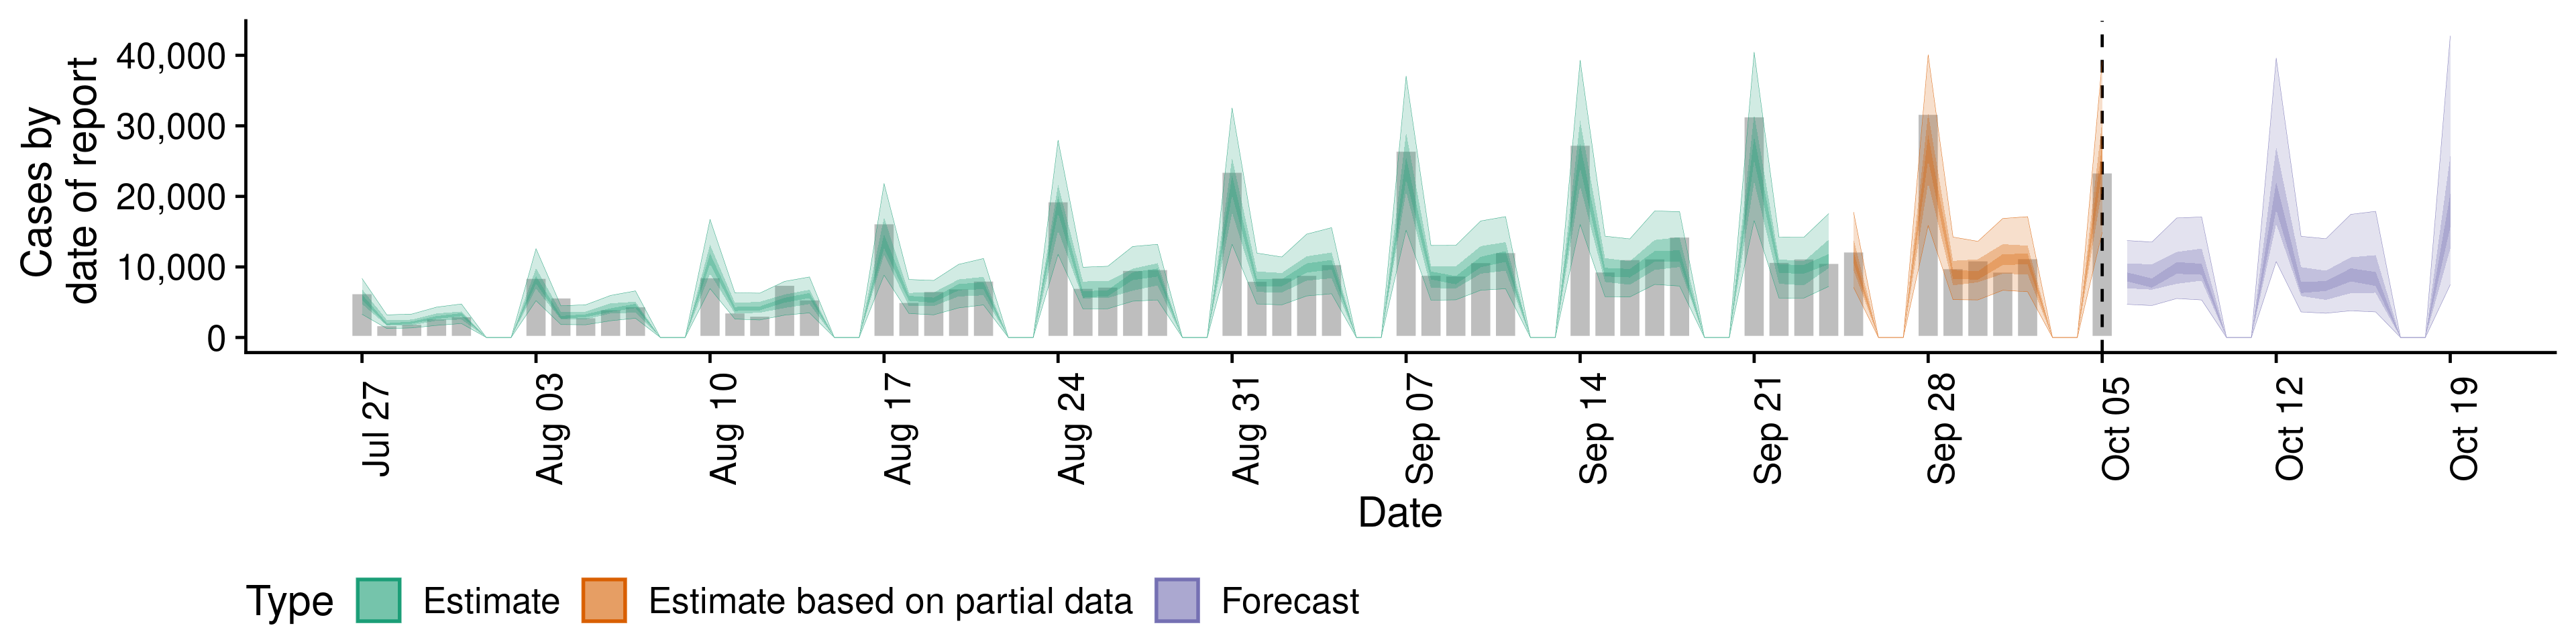 Cases by
date of report
40,000
30,000
20,000
10,000
0
Jul 27
Aug 03
Aug 10
Aug 17
Aug 24
Aug 31
Sep 07
Sep 14
Sep 21
Sep 28
Oct 05
Oct 12
Oct 19
Date
Type Estimate Estimate based on partial data Forecast